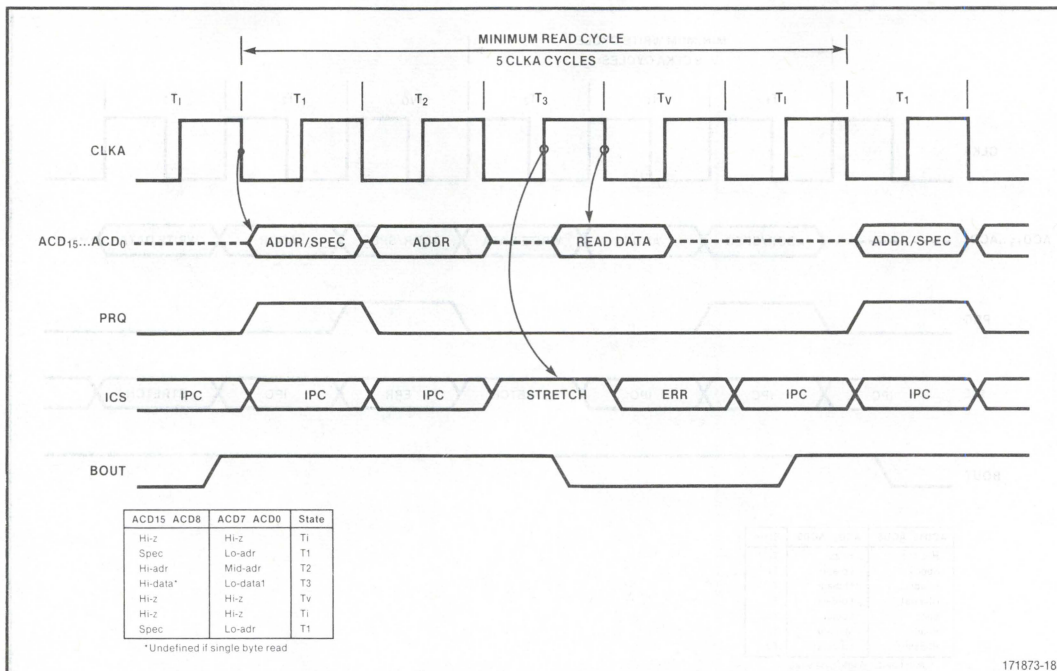 MINIMUM READ CYCLE
5 CLKA CYCLES
TI T1 T2 T3 TV TI T1
CLKA
ACD15...ACD0 ADDR/SPEC ADDR READ DATA ADDR/SPEC
PRQ
ICS IPC IPC IPC STRETCH ERR IPC IPC
BOUT
ACD15 ACD8 ACD7 ACD0 State
Hi-z Hi-z Ti
Spec Lo-adr T1
Hi-adr Mid-adr T2
Hi-data* Lo-data1 T3
Hi-z Hi-z Tv
Hi-z Hi-z Ti
Spec Lo-adr T1
*Undefined if single byte read
171873-18